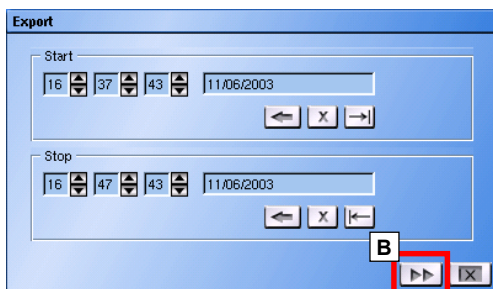 Export
Start
16 37 43 11/06/2003
X
Stop
16 47 43 11/06/2003
X
B
X